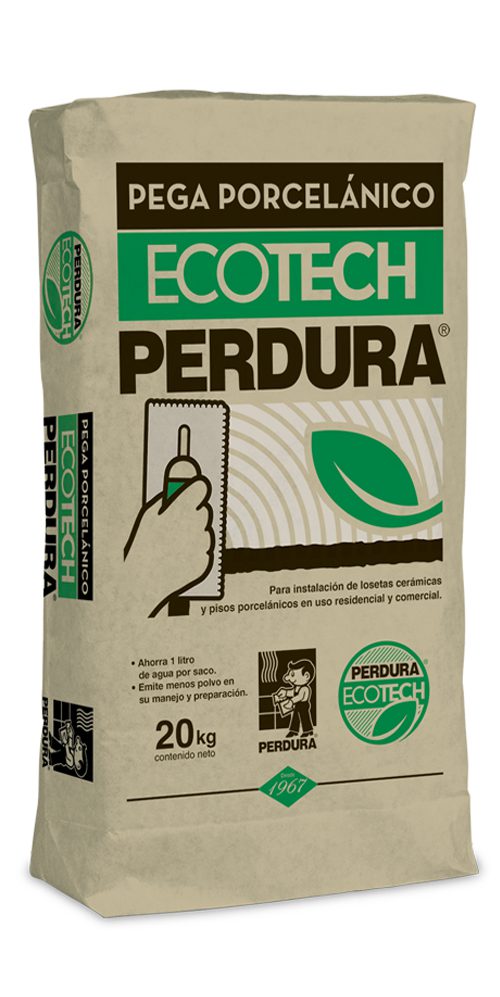 PEGA PORCELÁNICO
ECOTECH
PERDURA®
Para instalación de losetas cerámicas
y pisos porcelánicos en uso residencial y comercial.
• Ahorra 1 litro
de agua por saco.
• Emite menos polvo en
su manejo y preparación.
20kg
contenido neto
PERDURA®
PERDURA®
ECOTECH
Desde
1967
PERDURA
ECOTECH
PEGA PORCELÁNICO
ECOTECH
PERDURA®
PERDURA